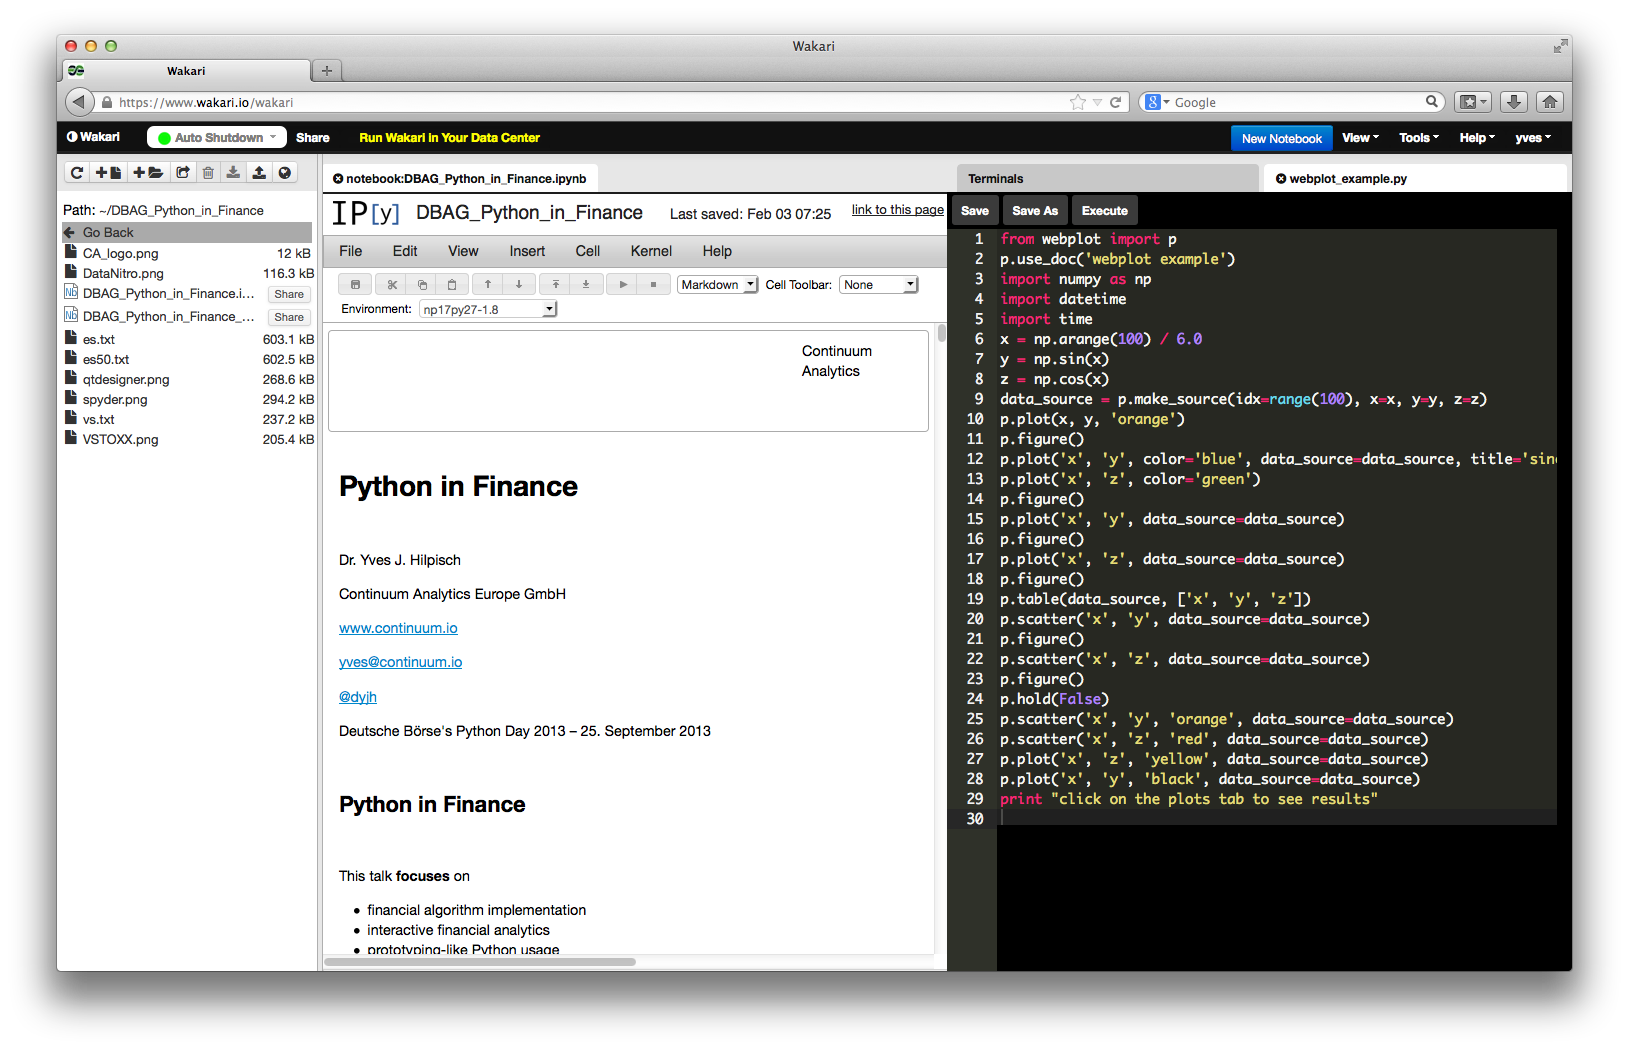 Wakari
Wakari
https://www.wakari.io/wakari
Google
Wakari
Auto Shutdown
Share
Run Wakari in Your Data Center
New Notebook
View
Tools
Help
yves
Path: ~/DBAG_Python_in_Finance
Go Back
CA_logo.png 12 kB
DataNitro.png 116.3 kB
DBAG_Python_in_Finance.i... Share
DBAG_Python_in_Finance_... Share
es.txt 603.1 kB
es50.txt 602.5 kB
qtdesigner.png 268.6 kB
spyder.png 294.2 kB
vs.txt 237.2 kB
VSTOXX.png 205.4 kB
notebook:DBAG_Python_in_Finance.ipynb
IP[y] DBAG_Python_in_Finance Last saved: Feb 03 07:25 link to this page
File Edit View Insert Cell Kernel Help
Markdown Cell Toolbar: None
Environment: np17py27-1.8
Continuum
Analytics
Python in Finance
Dr. Yves J. Hilpisch
Continuum Analytics Europe GmbH
www.continuum.io
yves@continuum.io
@dyjh
Deutsche Börse's Python Day 2013 – 25. September 2013
Python in Finance
This talk focuses on
• financial algorithm implementation
• interactive financial analytics
• prototyping-like Python usage
Terminals
webplot_example.py
Save Save As Execute
1 from webplot import p
2 p.use_doc('webplot example')
3 import numpy as np
4 import datetime
5 import time
6 x = np.arange(100) / 6.0
7 y = np.sin(x)
8 z = np.cos(x)
9 data_source = p.make_source(idx=range(100), x=x, y=y, z=z)
10 p.plot(x, y, 'orange')
11 p.figure()
12 p.plot('x', 'y', color='blue', data_source=data_source, title='sin
13 p.plot('x', 'z', color='green')
14 p.figure()
15 p.plot('x', 'y', data_source=data_source)
16 p.figure()
17 p.plot('x', 'z', data_source=data_source)
18 p.figure()
19 p.table(data_source, ['x', 'y', 'z'])
20 p.scatter('x', 'y', data_source=data_source)
21 p.figure()
22 p.scatter('x', 'z', data_source=data_source)
23 p.figure()
24 p.hold(False)
25 p.scatter('x', 'y', 'orange', data_source=data_source)
26 p.scatter('x', 'z', 'red', data_source=data_source)
27 p.plot('x', 'z', 'yellow', data_source=data_source)
28 p.plot('x', 'y', 'black', data_source=data_source)
29 print "click on the plots tab to see results"
30